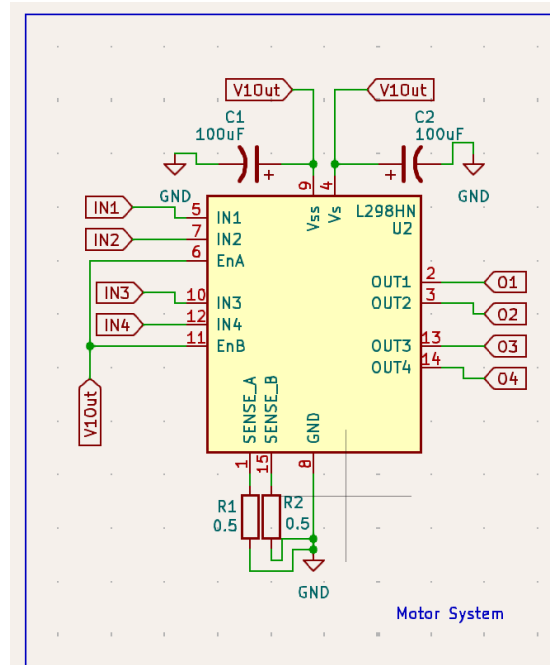 V1Out
V1Out
C1
100uF
C2
100uF
+
+
GND
GND
9
4
Vss
Vs
L298HN
U2
IN1
5
IN1
IN2
7
IN2
6
EnA
IN3
10
IN3
IN4
12
IN4
11
EnB
V1Out
2
OUT1
O1
3
OUT2
O2
13
OUT3
O3
14
OUT4
O4
SENSE_A
SENSE_B
GND
1
15
8
R1
0.5
R2
0.5
GND
Motor System